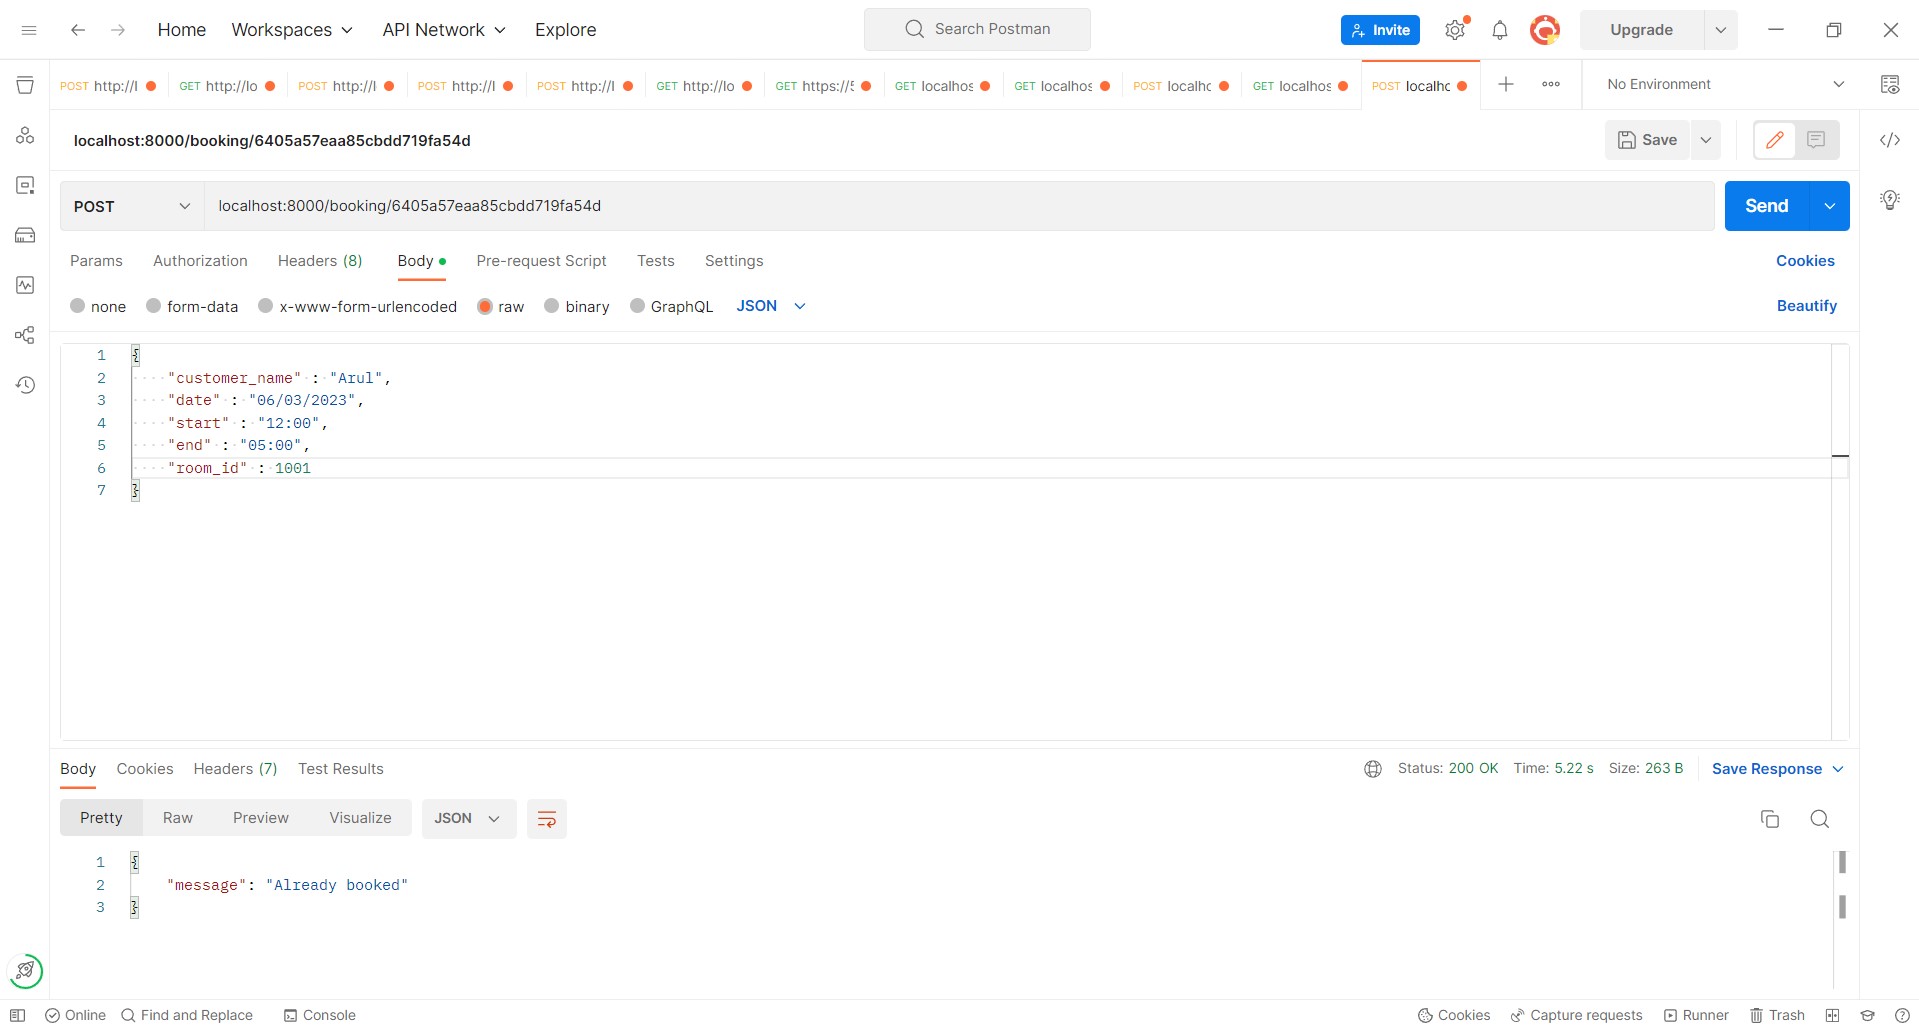 Home Workspaces API Network Explore Search Postman Invite Upgrade
POST http://l GET http://lo POST http://l POST http://l POST http://l GET http://lo GET https://5 GET localhos GET localhos POST localhc GET localhos POST localhc No Environment
localhost:8000/booking/6405a57eaa85cbdd719fa54d Save
POST localhost:8000/booking/6405a57eaa85cbdd719fa54d Send
Params Authorization Headers (8) Body Pre-request Script Tests Settings Cookies
none form-data x-www-form-urlencoded raw binary GraphQL JSON Beautify
1 {
2 "customer_name" : "Arul",
3 "date" : "06/03/2023",
4 "start" : "12:00",
5 "end" : "05:00",
6 "room_id" : 1001
7 }
Body Cookies Headers (7) Test Results Status: 200 OK Time: 5.22 s Size: 263 B Save Response
Pretty Raw Preview Visualize JSON
1 {
2 "message": "Already booked"
3 }
Online Find and Replace Console Cookies Capture requests Runner Trash